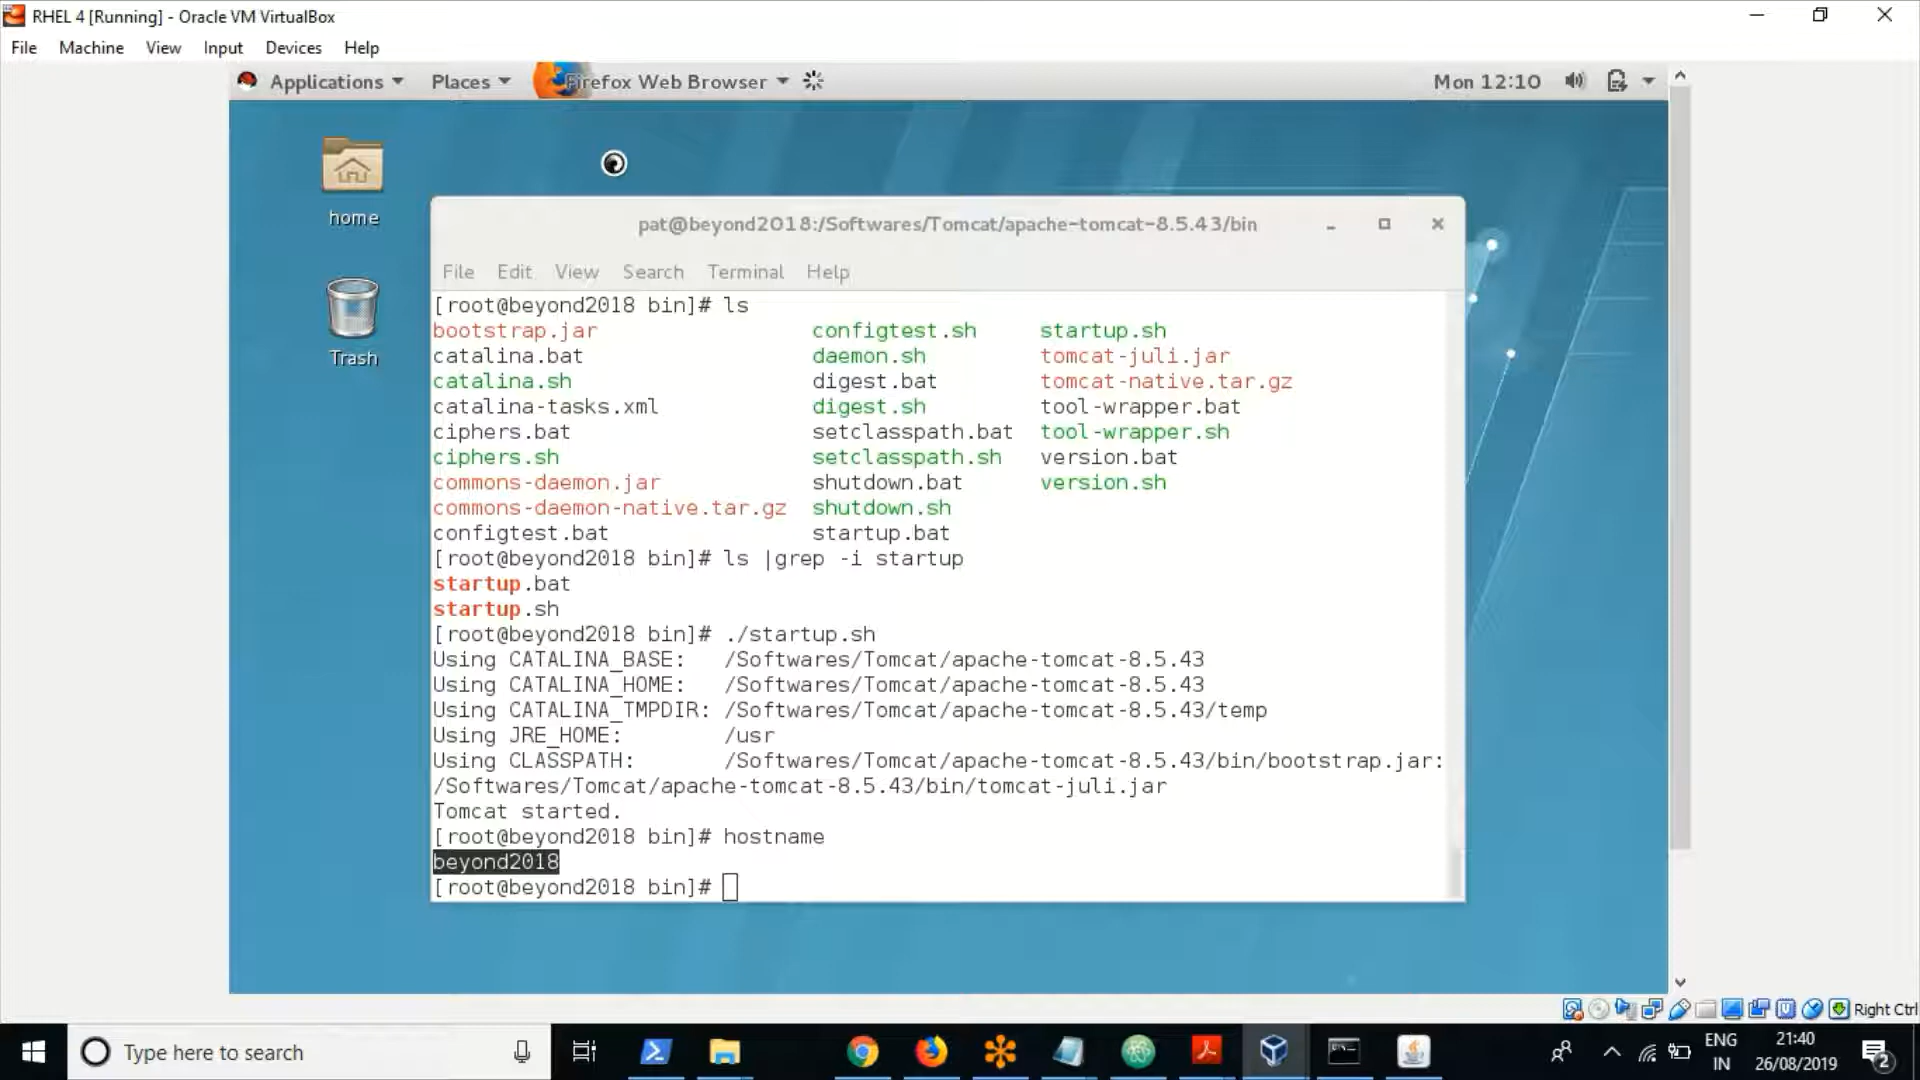 RHEL 4 [Running] - Oracle VM VirtualBox
File Machine View Input Devices Help
Applications Places Firefox Web Browser Mon 12:10
home
Trash
pat@beyond2018:/Softwares/Tomcat/apache-tomcat-8.5.43/bin
File Edit View Search Terminal Help
[root@beyond2018 bin]# ls
bootstrap.jar configtest.sh startup.sh
catalina.bat daemon.sh tomcat-juli.jar
catalina.sh digest.bat tomcat-native.tar.gz
catalina-tasks.xml digest.sh tool-wrapper.bat
ciphers.bat setclasspath.bat tool-wrapper.sh
ciphers.sh setclasspath.sh version.bat
commons-daemon.jar shutdown.bat version.sh
commons-daemon-native.tar.gz shutdown.sh
configtest.bat startup.bat
[root@beyond2018 bin]# ls |grep -i startup
startup.bat
startup.sh
[root@beyond2018 bin]# ./startup.sh
Using CATALINA_BASE: /Softwares/Tomcat/apache-tomcat-8.5.43
Using CATALINA_HOME: /Softwares/Tomcat/apache-tomcat-8.5.43
Using CATALINA_TMPDIR: /Softwares/Tomcat/apache-tomcat-8.5.43/temp
Using JRE_HOME: /usr
Using CLASSPATH: /Softwares/Tomcat/apache-tomcat-8.5.43/bin/bootstrap.jar:
/Softwares/Tomcat/apache-tomcat-8.5.43/bin/tomcat-juli.jar
Tomcat started.
[root@beyond2018 bin]# hostname
beyond2018
[root@beyond2018 bin]#
Right Ctrl
Type here to search
ENG
IN
21:40
26/08/2019
2